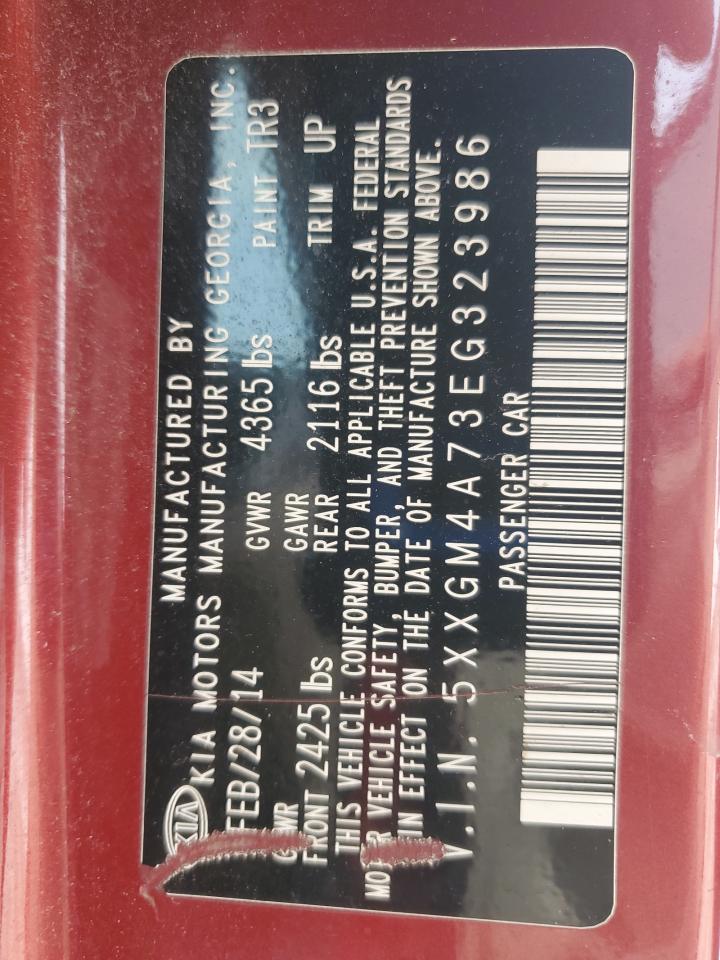 MANUFACTURED BY
KIA KIA MOTORS MANUFACTURING GEORGIA, INC.
FEB/28/14 GVWR 4365 lbs PAINT TR3
GAWR GAWR
FRONT 2425 lbs REAR 2116 lbs TRIM UP
THIS VEHICLE CONFORMS TO ALL APPLICABLE U.S.A. FEDERAL
MOTOR VEHICLE SAFETY, BUMPER, AND THEFT PREVENTION STANDARDS
IN EFFECT ON THE DATE OF MANUFACTURE SHOWN ABOVE.
V.I.N. 5XXGM4A73EG323986
PASSENGER CAR